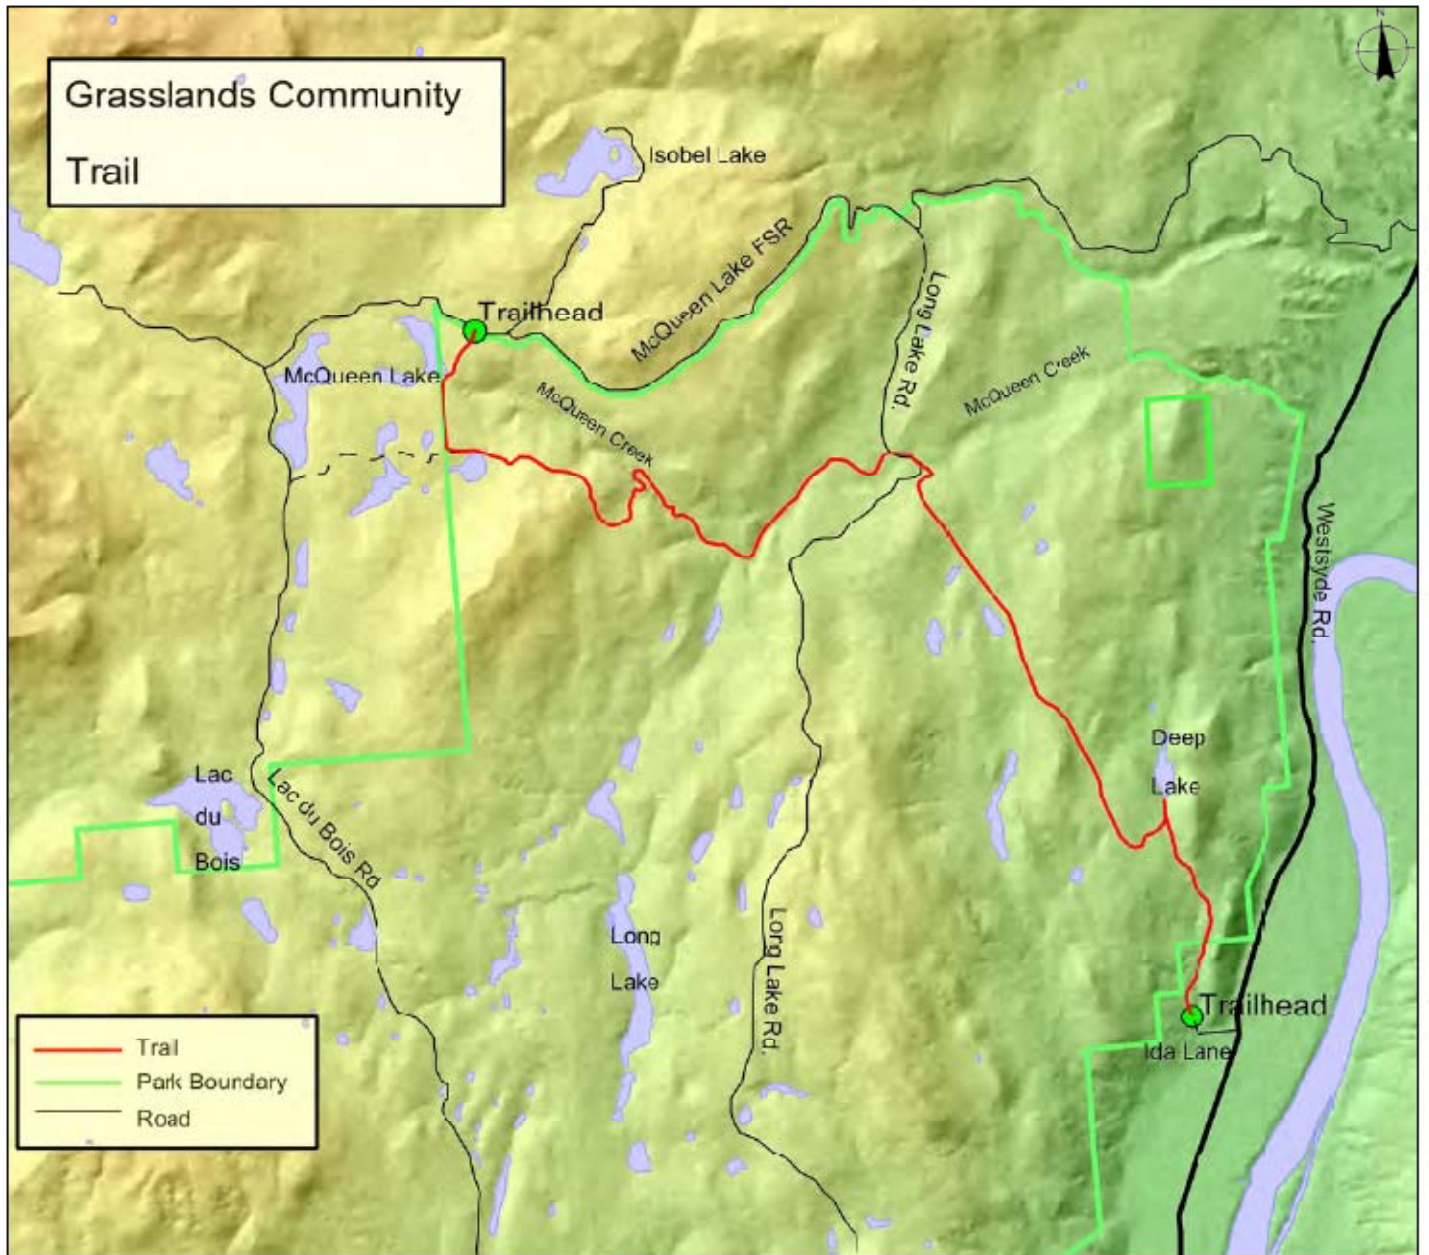 Grasslands Community
Trail
N
Isobel Lake
Trailhead
McQueen Lake FSR
Long Lake Rd.
McQueen Lake
McQueen Creek
McQueen Creek
Westsyde Rd.
Deep
Lake
Lac
du
Bois
Lac du Bois Rd
Long
Lake
Long Lake Rd.
Trailhead
Ida Lane
Trail
Park Boundary
Road